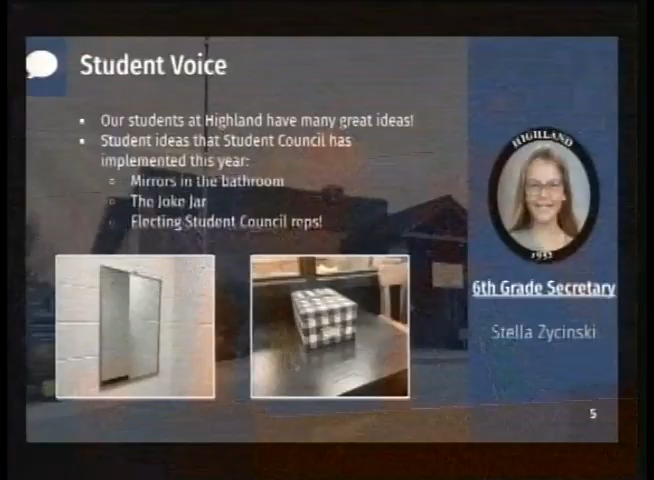 Student Voice
Our students at Highland have many great ideas!
Student ideas that Student Council has
implemented this year:
Mirrors in the bathroom
The Joke Jar
Electing Student Council reps!
HIGHLAND
1932
6th Grade Secretary
Stella Zycinski
5